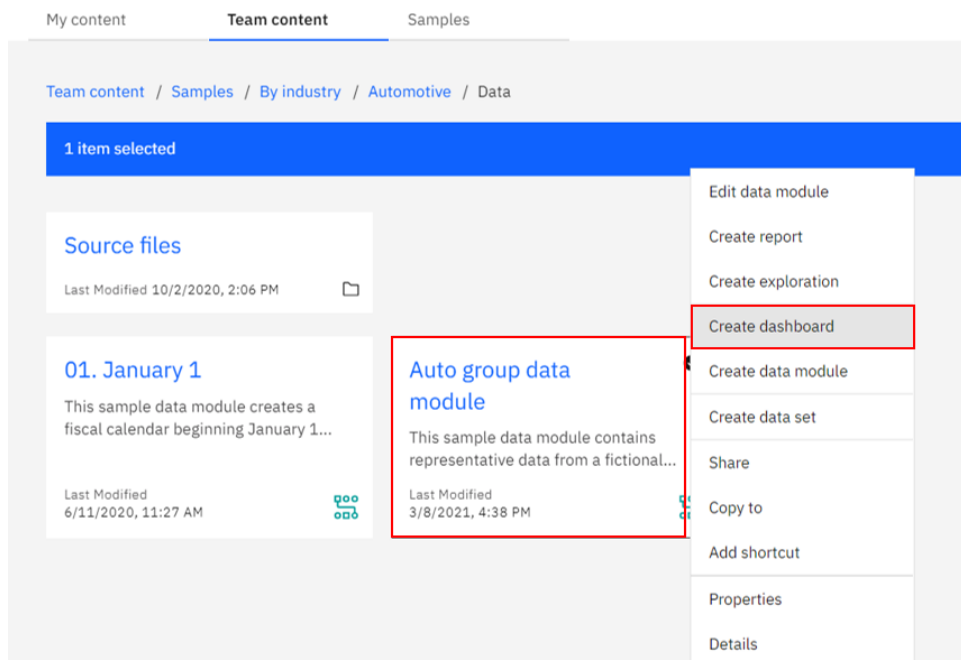 My content
Team content
Samples
Team content / Samples / By industry / Automotive / Data
1 item selected
Source files
Last Modified 10/2/2020, 2:06 PM
01. January 1
This sample data module creates a
fiscal calendar beginning January 1...
Last Modified
6/11/2020, 11:27 AM
Auto group data
module
This sample data module contains
representative data from a fictional...
Last Modified
3/8/2021, 4:38 PM
Edit data module
Create report
Create exploration
Create dashboard
Create data module
Create data set
Share
Copy to
Add shortcut
Properties
Details